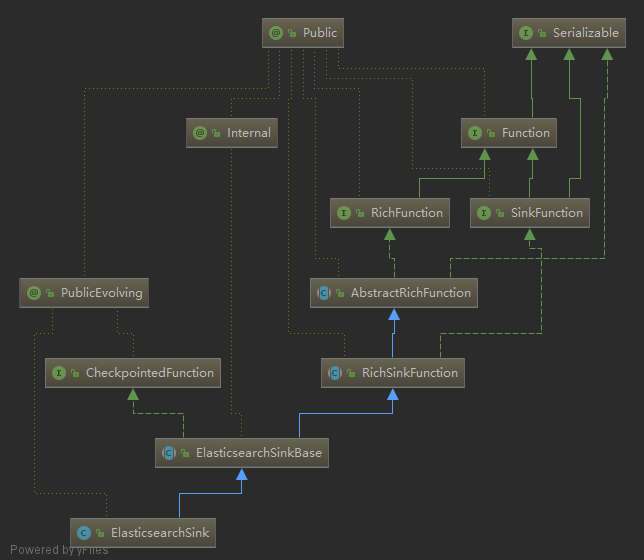 Public
Serializable
Internal
Function
RichFunction
SinkFunction
PublicEvolving
AbstractRichFunction
CheckpointedFunction
RichSinkFunction
ElasticsearchSinkBase
ElasticsearchSink
Powered by yFiles